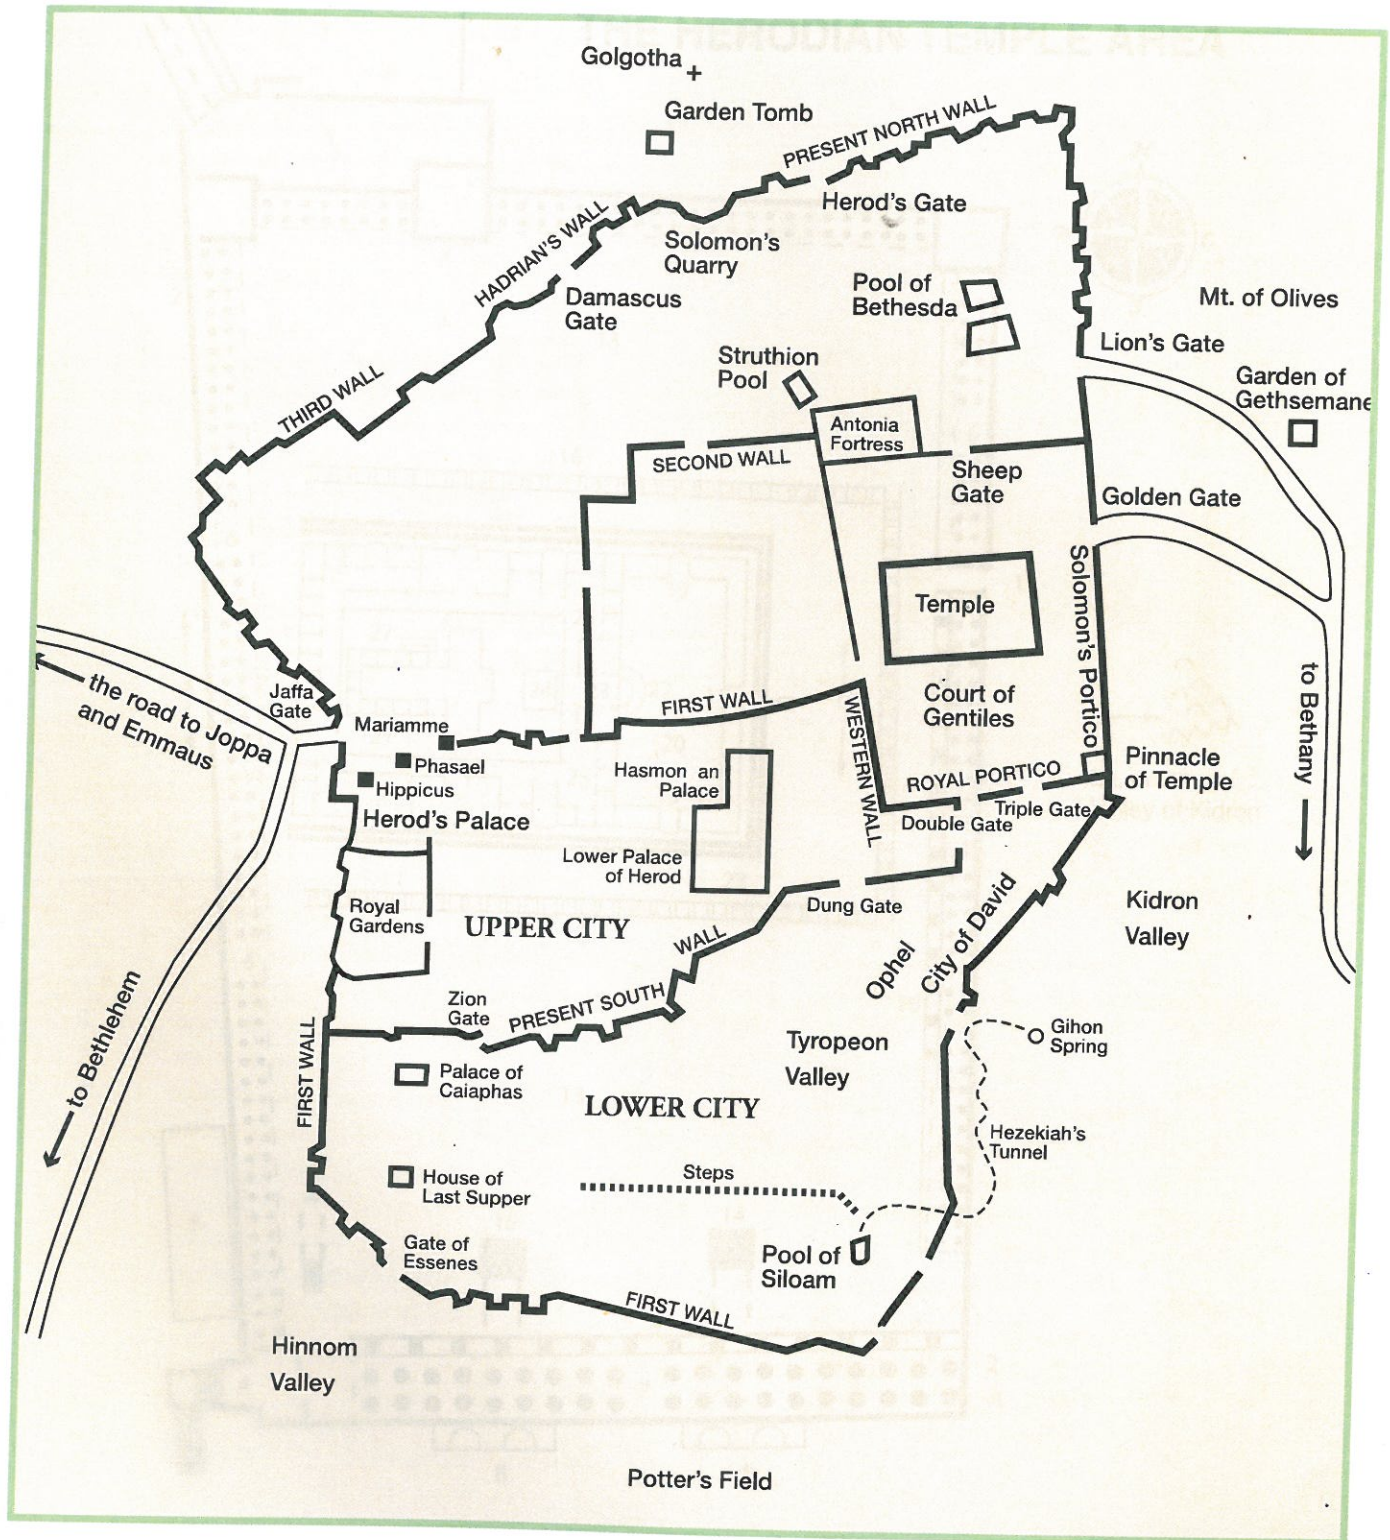 Golgotha
Garden Tomb
PRESENT NORTH WALL
Herod's Gate
HADRIAN'S WALL
Solomon's
Quarry
Damascus
Gate
Pool of
Bethesda
Mt. of Olives
Lion's Gate
Struthion
Pool
Garden of
Gethsemane
THIRD WALL
Antonia
Fortress
SECOND WALL
Sheep
Gate
Golden Gate
Solomon's Portico
Temple
to Bethany
Jaffa
Gate
the road to Joppa
and Emmaus
Mariamme
FIRST WALL
Court of
Gentiles
WESTERN WALL
Phasael
Hippicus
Hasmon an
Palace
ROYAL PORTICO
Pinnacle
of Temple
Triple Gate
Double Gate
Herod's Palace
Lower Palace
of Herod
Royal
Gardens
UPPER CITY
Dung Gate
Kidron
Valley
WALL
Ophel
City of David
to Bethlehem
Zion
Gate
PRESENT SOUTH
Gihon
Spring
Tyropeon
Valley
FIRST WALL
Palace of
Caiaphas
LOWER CITY
Hezekiah's
Tunnel
House of
Last Supper
Steps
Gate of
Essenes
Pool of
Siloam
FIRST WALL
Hinnom
Valley
Potter's Field
THE HERODIAN TEMPLE AREA